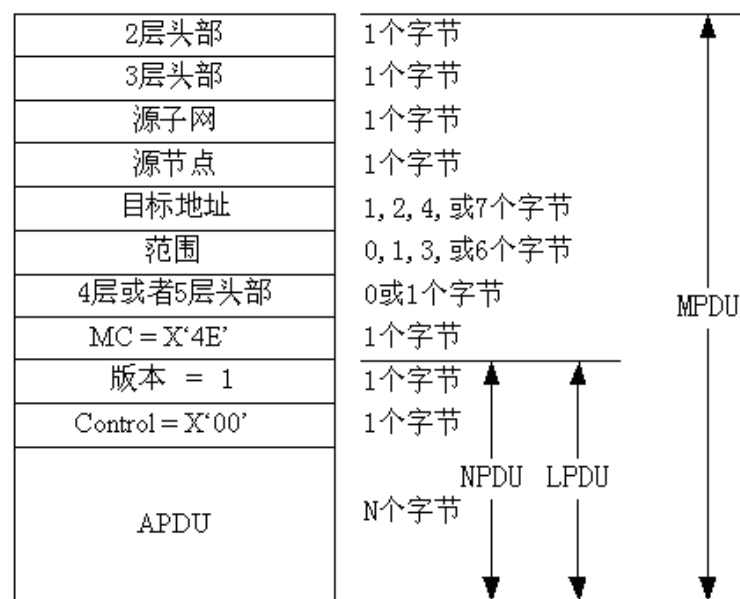 2层头部 1个字节
3层头部 1个字节
源子网 1个字节
源节点 1个字节
目标地址 1,2,4,或7个字节
范围 0,1,3,或6个字节
4层或者5层头部 0或1个字节
MPDU
MC=X‘4E’ 1个字节
版本 = 1 1个字节
Control=X‘00’ 1个字节
NPDU LPDU
APDU N个字节